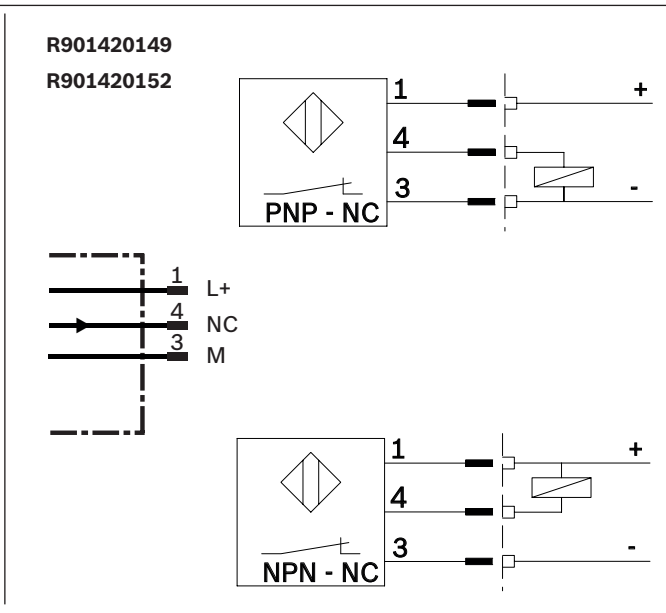 R901420149
R901420152
1 +
4
3 -
PNP - NC
1 L+
4 NC
3 M
1 +
4
3 -
NPN - NC